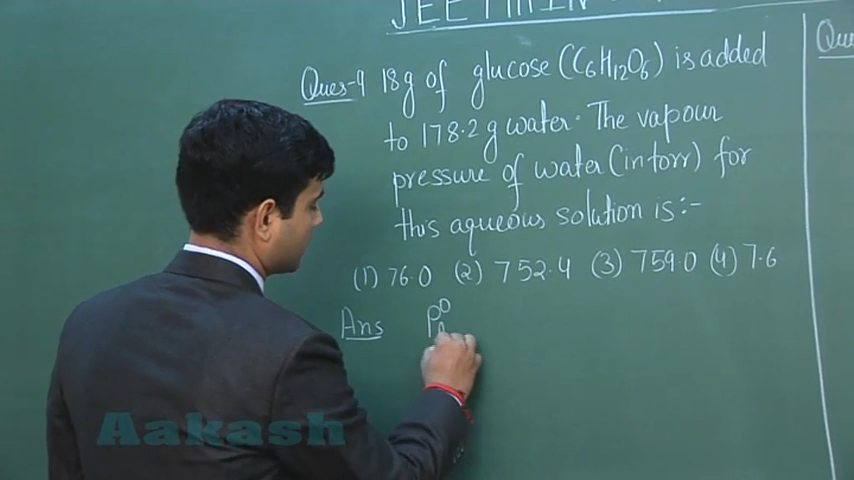 JEE MAIN
Ques-9 18g of glucose (C6H12O6) is added
to 178.2 g water. The vapour
pressure of water (in torr) for
this aqueous solution is:-
(1) 76.0 (2) 752.4 (3) 759.0 (4) 7.6
Ans P°
Ques
Aakash